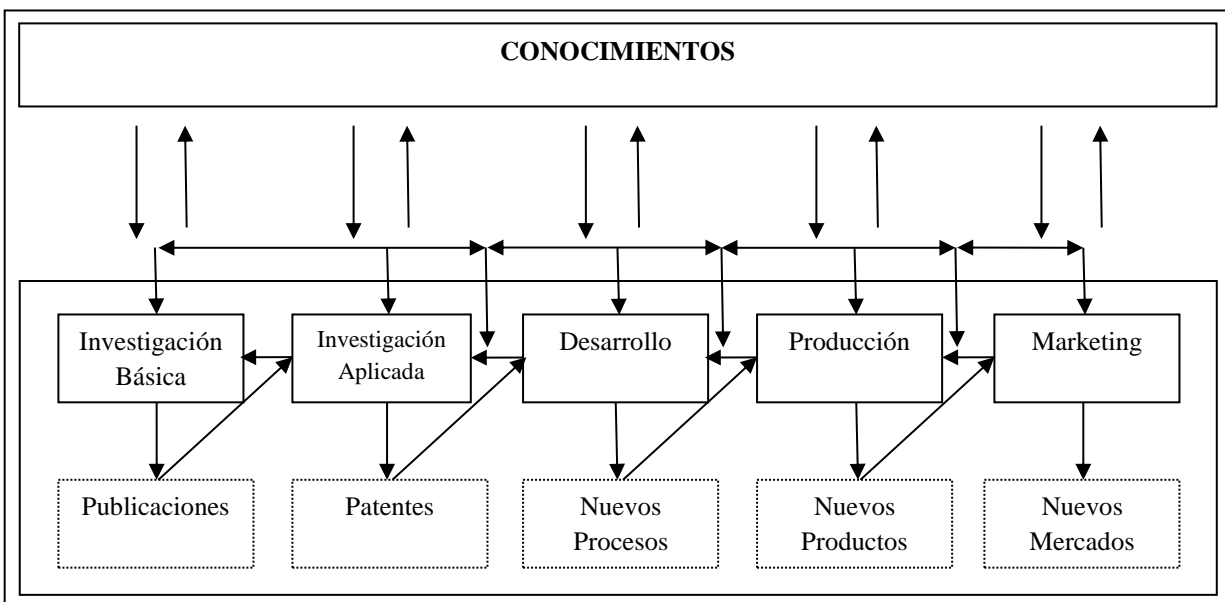 CONOCIMIENTOS
Investigación
Básica
Investigación
Aplicada
Desarrollo
Producción
Marketing
Publicaciones
Patentes
Nuevos
Procesos
Nuevos
Productos
Nuevos
Mercados